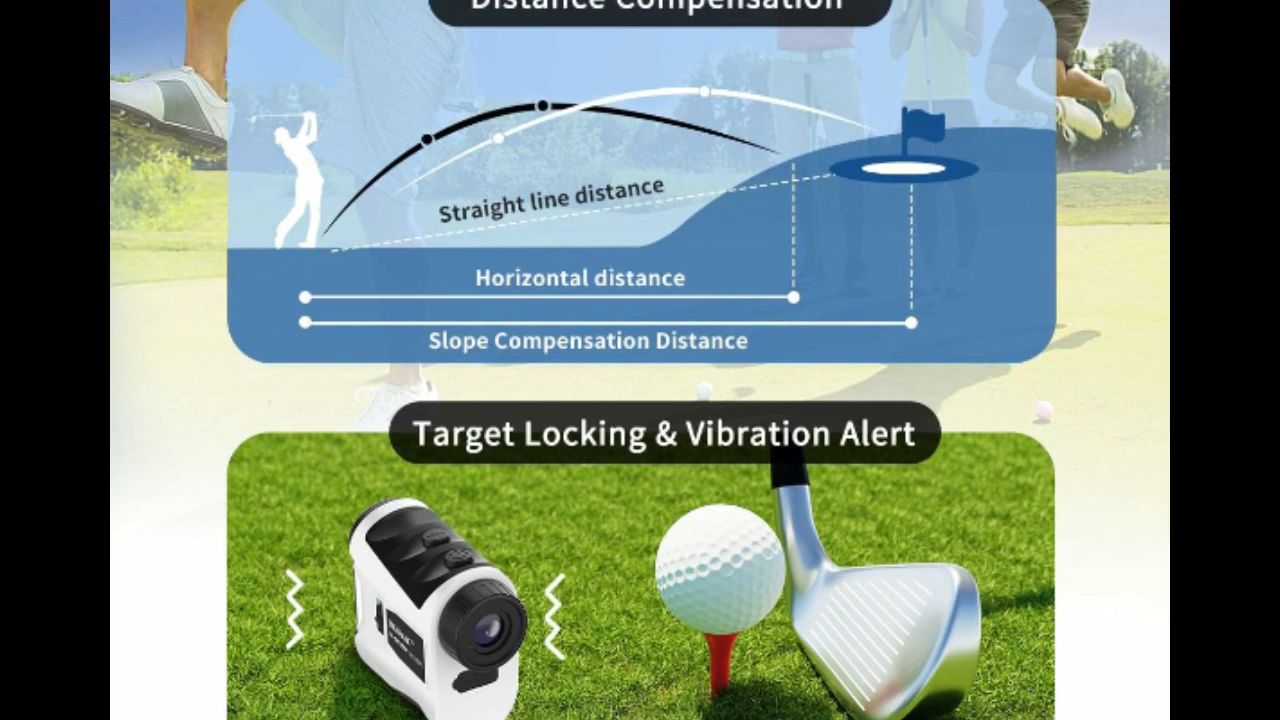 Distance Compensation
Straight line distance
Horizontal distance
Slope Compensation Distance
Target Locking & Vibration Alert